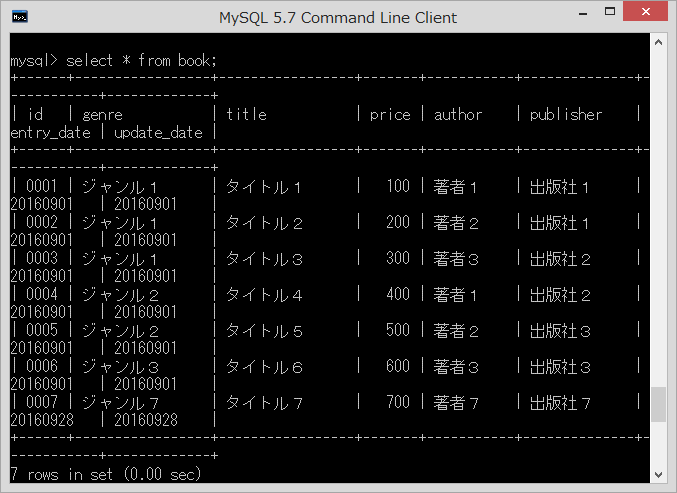 MySQL 5.7 Command Line Client
mysql> select * from book;
+------+----------------+-----------------+-------+----------+--------------+--
----------+-------------+
| id   | genre          | title           | price | author   | publisher    |
entry_date | update_date |
+------+----------------+-----------------+-------+----------+--------------+--
----------+-------------+
| 0001 | ジャンル１ | タイトル１ | 100 | 著者１ | 出版社１ |
20160901 | 20160901 |
| 0002 | ジャンル１ | タイトル２ | 200 | 著者２ | 出版社１ |
20160901 | 20160901 |
| 0003 | ジャンル１ | タイトル３ | 300 | 著者３ | 出版社２ |
20160901 | 20160901 |
| 0004 | ジャンル２ | タイトル４ | 400 | 著者１ | 出版社２ |
20160901 | 20160901 |
| 0005 | ジャンル２ | タイトル５ | 500 | 著者２ | 出版社３ |
20160901 | 20160901 |
| 0006 | ジャンル３ | タイトル６ | 600 | 著者３ | 出版社３ |
20160901 | 20160901 |
| 0007 | ジャンル７ | タイトル７ | 700 | 著者７ | 出版社７ |
20160928 | 20160928 |
+------+----------------+-----------------+-------+----------+--------------+--
----------+-------------+
7 rows in set (0.00 sec)